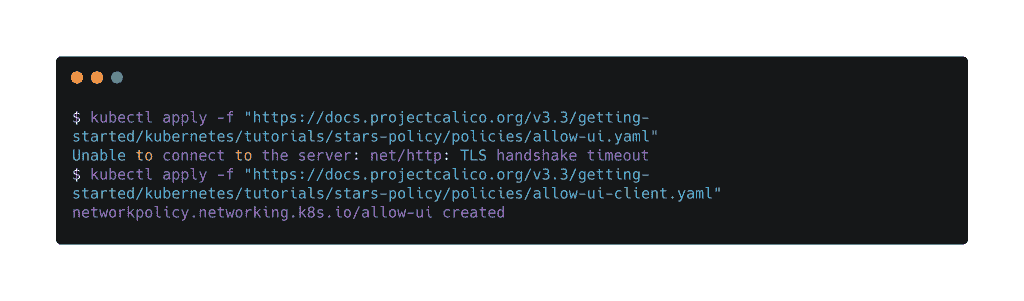 $ kubectl apply -f "https://docs.projectcalico.org/v3.3/getting-
started/kubernetes/tutorials/stars-policy/policies/allow-ui.yaml"
Unable to connect to the server: net/http: TLS handshake timeout
$ kubectl apply -f "https://docs.projectcalico.org/v3.3/getting-
started/kubernetes/tutorials/stars-policy/policies/allow-ui-client.yaml"
networkpolicy.networking.k8s.io/allow-ui created